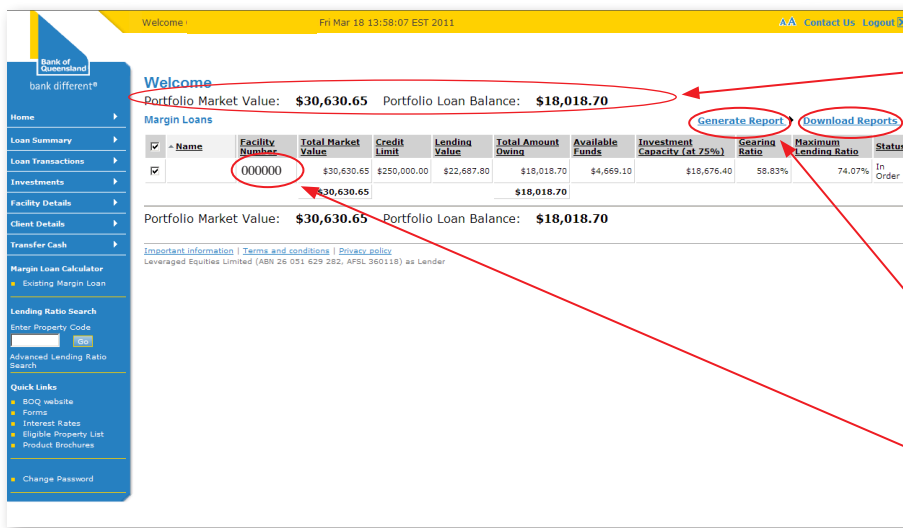 Welcome
Fri Mar 18 13:58:07 EST 2011
AA Contact Us Logout
Bank of
Queensland
bank different®
Home
Loan Summary
Loan Transactions
Investments
Facility Details
Client Details
Transfer Cash
Margin Loan Calculator
Existing Margin Loan
Lending Ratio Search
Enter Property Code
Go
Advanced Lending Ratio
Search
Quick Links
BOQ website
Forms
Interest Rates
Eligible Property List
Product Brochures
Change Password
Welcome
Portfolio Market Value: $30,630.65 Portfolio Loan Balance: $18,018.70
Margin Loans
Generate Report Download Reports
Name Facility Number Total Market Value Credit Limit Lending Value Total Amount Owing Available Funds Investment Capacity (at 75%) Gearing Ratio Maximum Lending Ratio Status
000000 $30,630.65 $250,000.00 $22,687.80 $18,018.70 $4,669.10 $18,676.40 58.83% 74.07% In Order
$30,630.65 $18,018.70
Portfolio Market Value: $30,630.65 Portfolio Loan Balance: $18,018.70
Important information | Terms and conditions | Privacy policy
Leveraged Equities Limited (ABN 26 051 629 282, AFSL 360118) as Lender